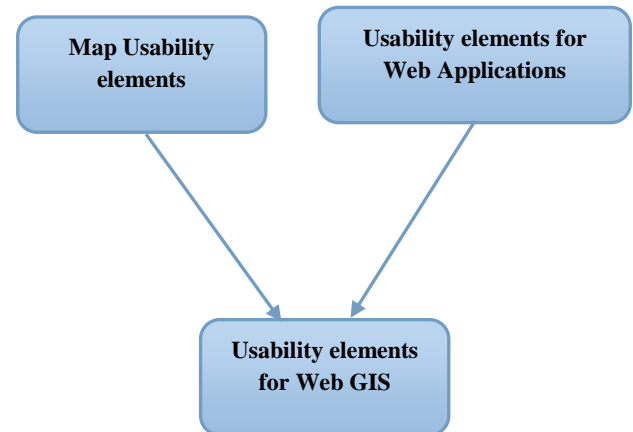 Map Usability
elements
Usability elements for
Web Applications
Usability elements
for Web GIS